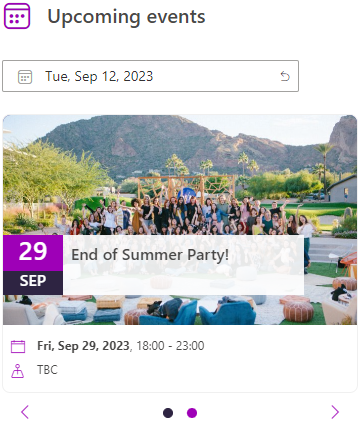 Upcoming events
Tue, Sep 12, 2023
29
SEP
End of Summer Party!
Fri, Sep 29, 2023, 18:00 - 23:00
TBC